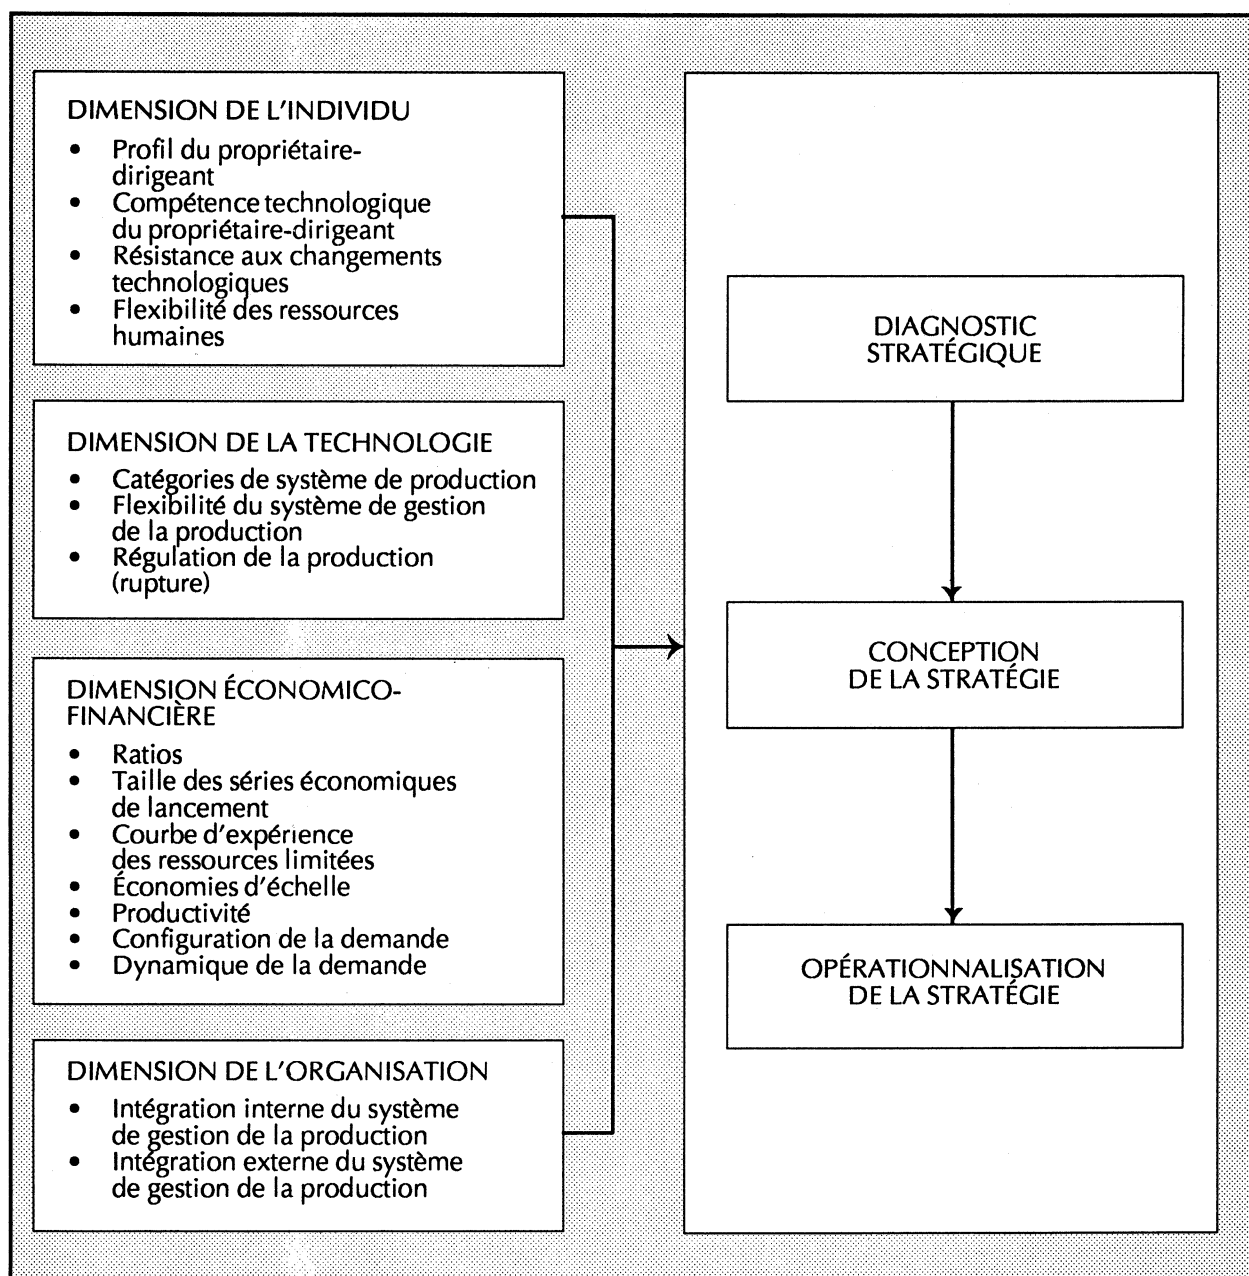 DIMENSION DE L'INDIVIDU
• Profil du propriétaire-
dirigeant
• Compétence technologique
du propriétaire-dirigeant
• Résistance aux changements
technologiques
• Flexibilité des ressources
humaines
DIMENSION DE LA TECHNOLOGIE
• Catégories de système de production
• Flexibilité du système de gestion
de la production
• Régulation de la production
(rupture)
DIMENSION ÉCONOMICO-
FINANCIÈRE
• Ratios
• Taille des séries économiques
de lancement
• Courbe d'expérience
des ressources limitées
• Économies d'échelle
• Productivité
• Configuration de la demande
• Dynamique de la demande
DIMENSION DE L'ORGANISATION
• Intégration interne du système
de gestion de la production
• Intégration externe du système
de gestion de la production
DIAGNOSTIC
STRATÉGIQUE
CONCEPTION
DE LA STRATÉGIE
OPÉRATIONNALISATION
DE LA STRATÉGIE